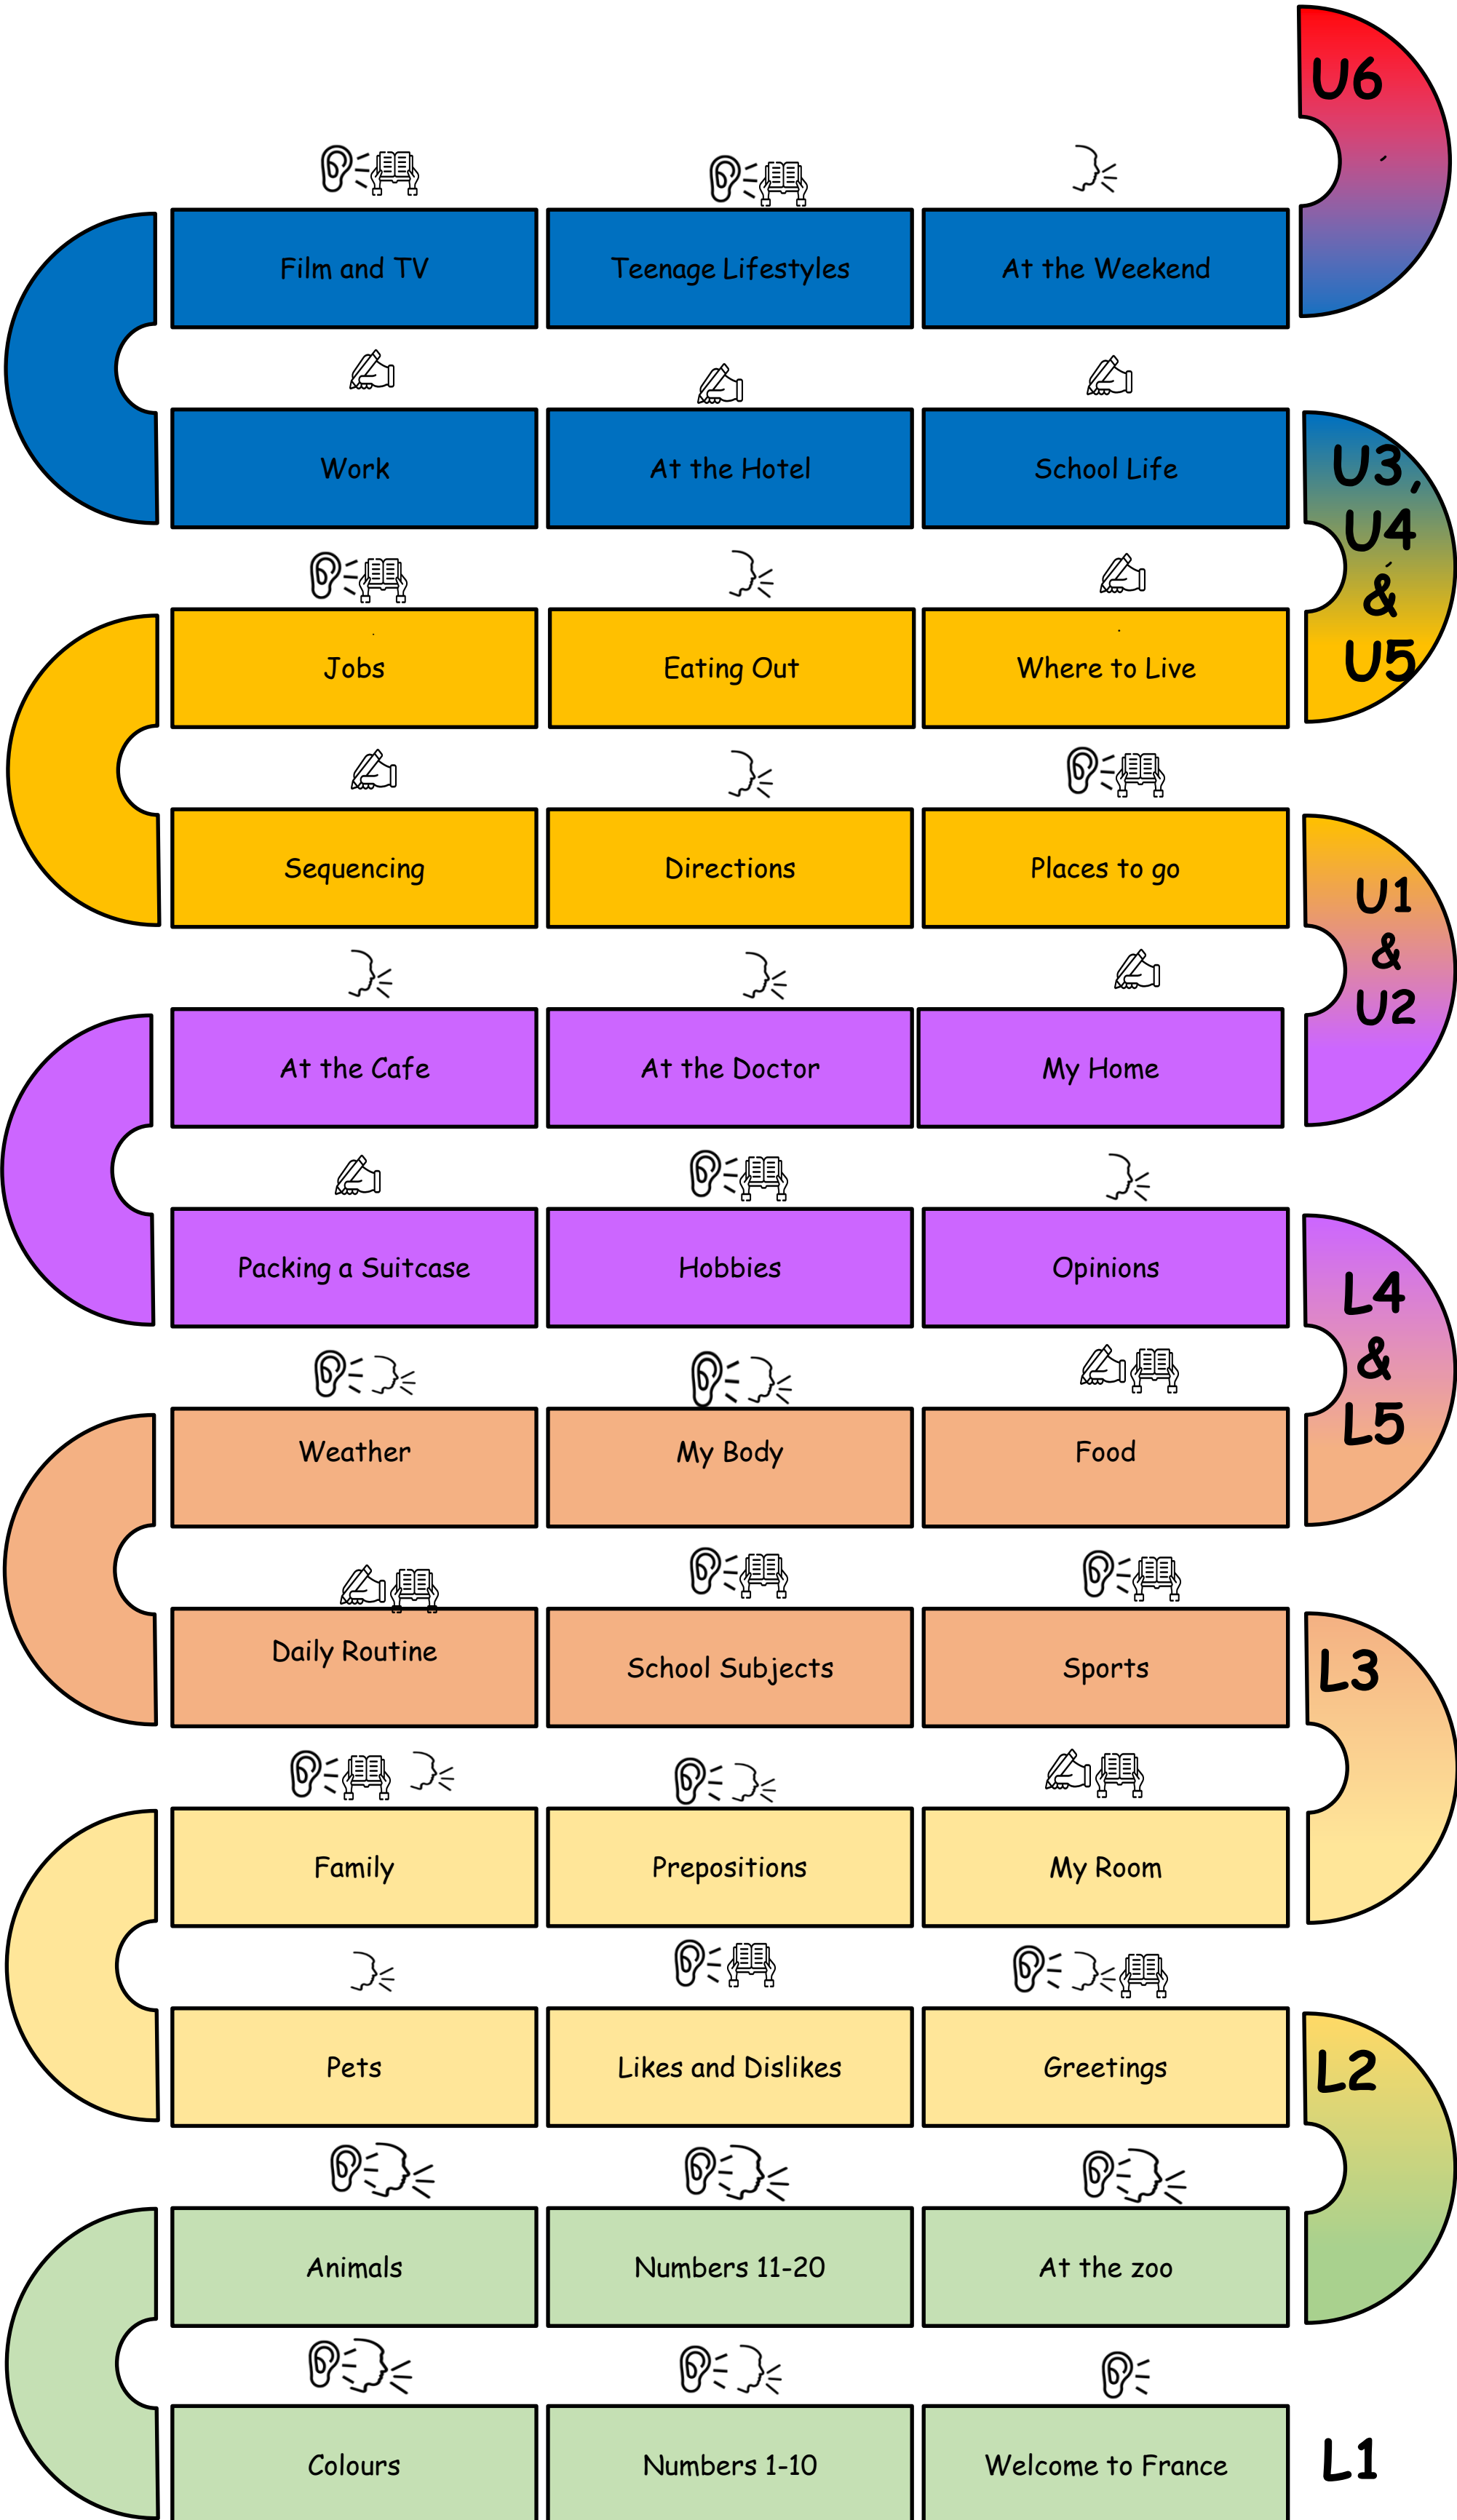 U6
Film and TV
Teenage Lifestyles
At the Weekend
Work
At the Hotel
School Life
U3,
U4
&
U5
Jobs
Eating Out
Where to Live
Sequencing
Directions
Places to go
U1
&
U2
At the Cafe
At the Doctor
My Home
Packing a Suitcase
Hobbies
Opinions
L4
&
L5
Weather
My Body
Food
Daily Routine
School Subjects
Sports
L3
Family
Prepositions
My Room
Pets
Likes and Dislikes
Greetings
L2
Animals
Numbers 11-20
At the zoo
Colours
Numbers 1-10
Welcome to France
L1